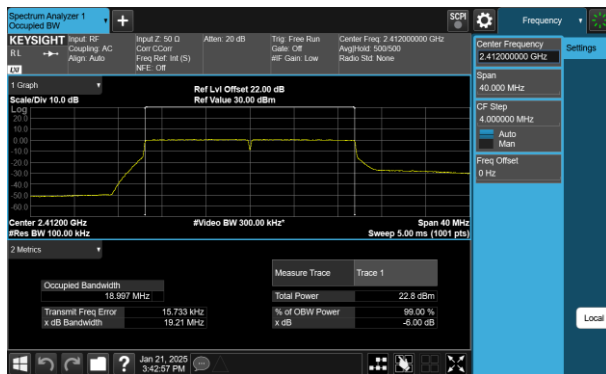 Spectrum Analyzer 1
Occupied BW
SCPI
Frequency
KEYSIGHT
RL
LXI
Input: RF
Coupling: AC
Align: Auto
Input Z: 50 Ω
Corr CCorr
Freq Ref: Int (S)
NFE: Off
Atten: 20 dB
Trig: Free Run
Gate: Off
#IF Gain: Low
Center Freq: 2.412000000 GHz
Avg|Hold: 500/500
Radio Std: None
1 Graph
Scale/Div 10.0 dB
Ref Lvl Offset 22.00 dB
Ref Value 30.00 dBm
Log
20.0
10.0
0.00
-10.0
-20.0
-30.0
-40.0
-50.0
-60.0
Center 2.41200 GHz
#Res BW 100.00 kHz
#Video BW 300.00 kHz*
Span 40 MHz
Sweep 5.00 ms (1001 pts)
2 Metrics
Measure Trace
Trace 1
Occupied Bandwidth
18.997 MHz
Total Power
22.8 dBm
Transmit Freq Error
15.733 kHz
% of OBW Power
99.00 %
x dB Bandwidth
19.21 MHz
x dB
-6.00 dB
?
Jan 21, 2025
3:42:57 PM
Center Frequency
2.412000000 GHz
Settings
Span
40.000 MHz
CF Step
4.000000 MHz
Auto
Man
Freq Offset
0 Hz
Local